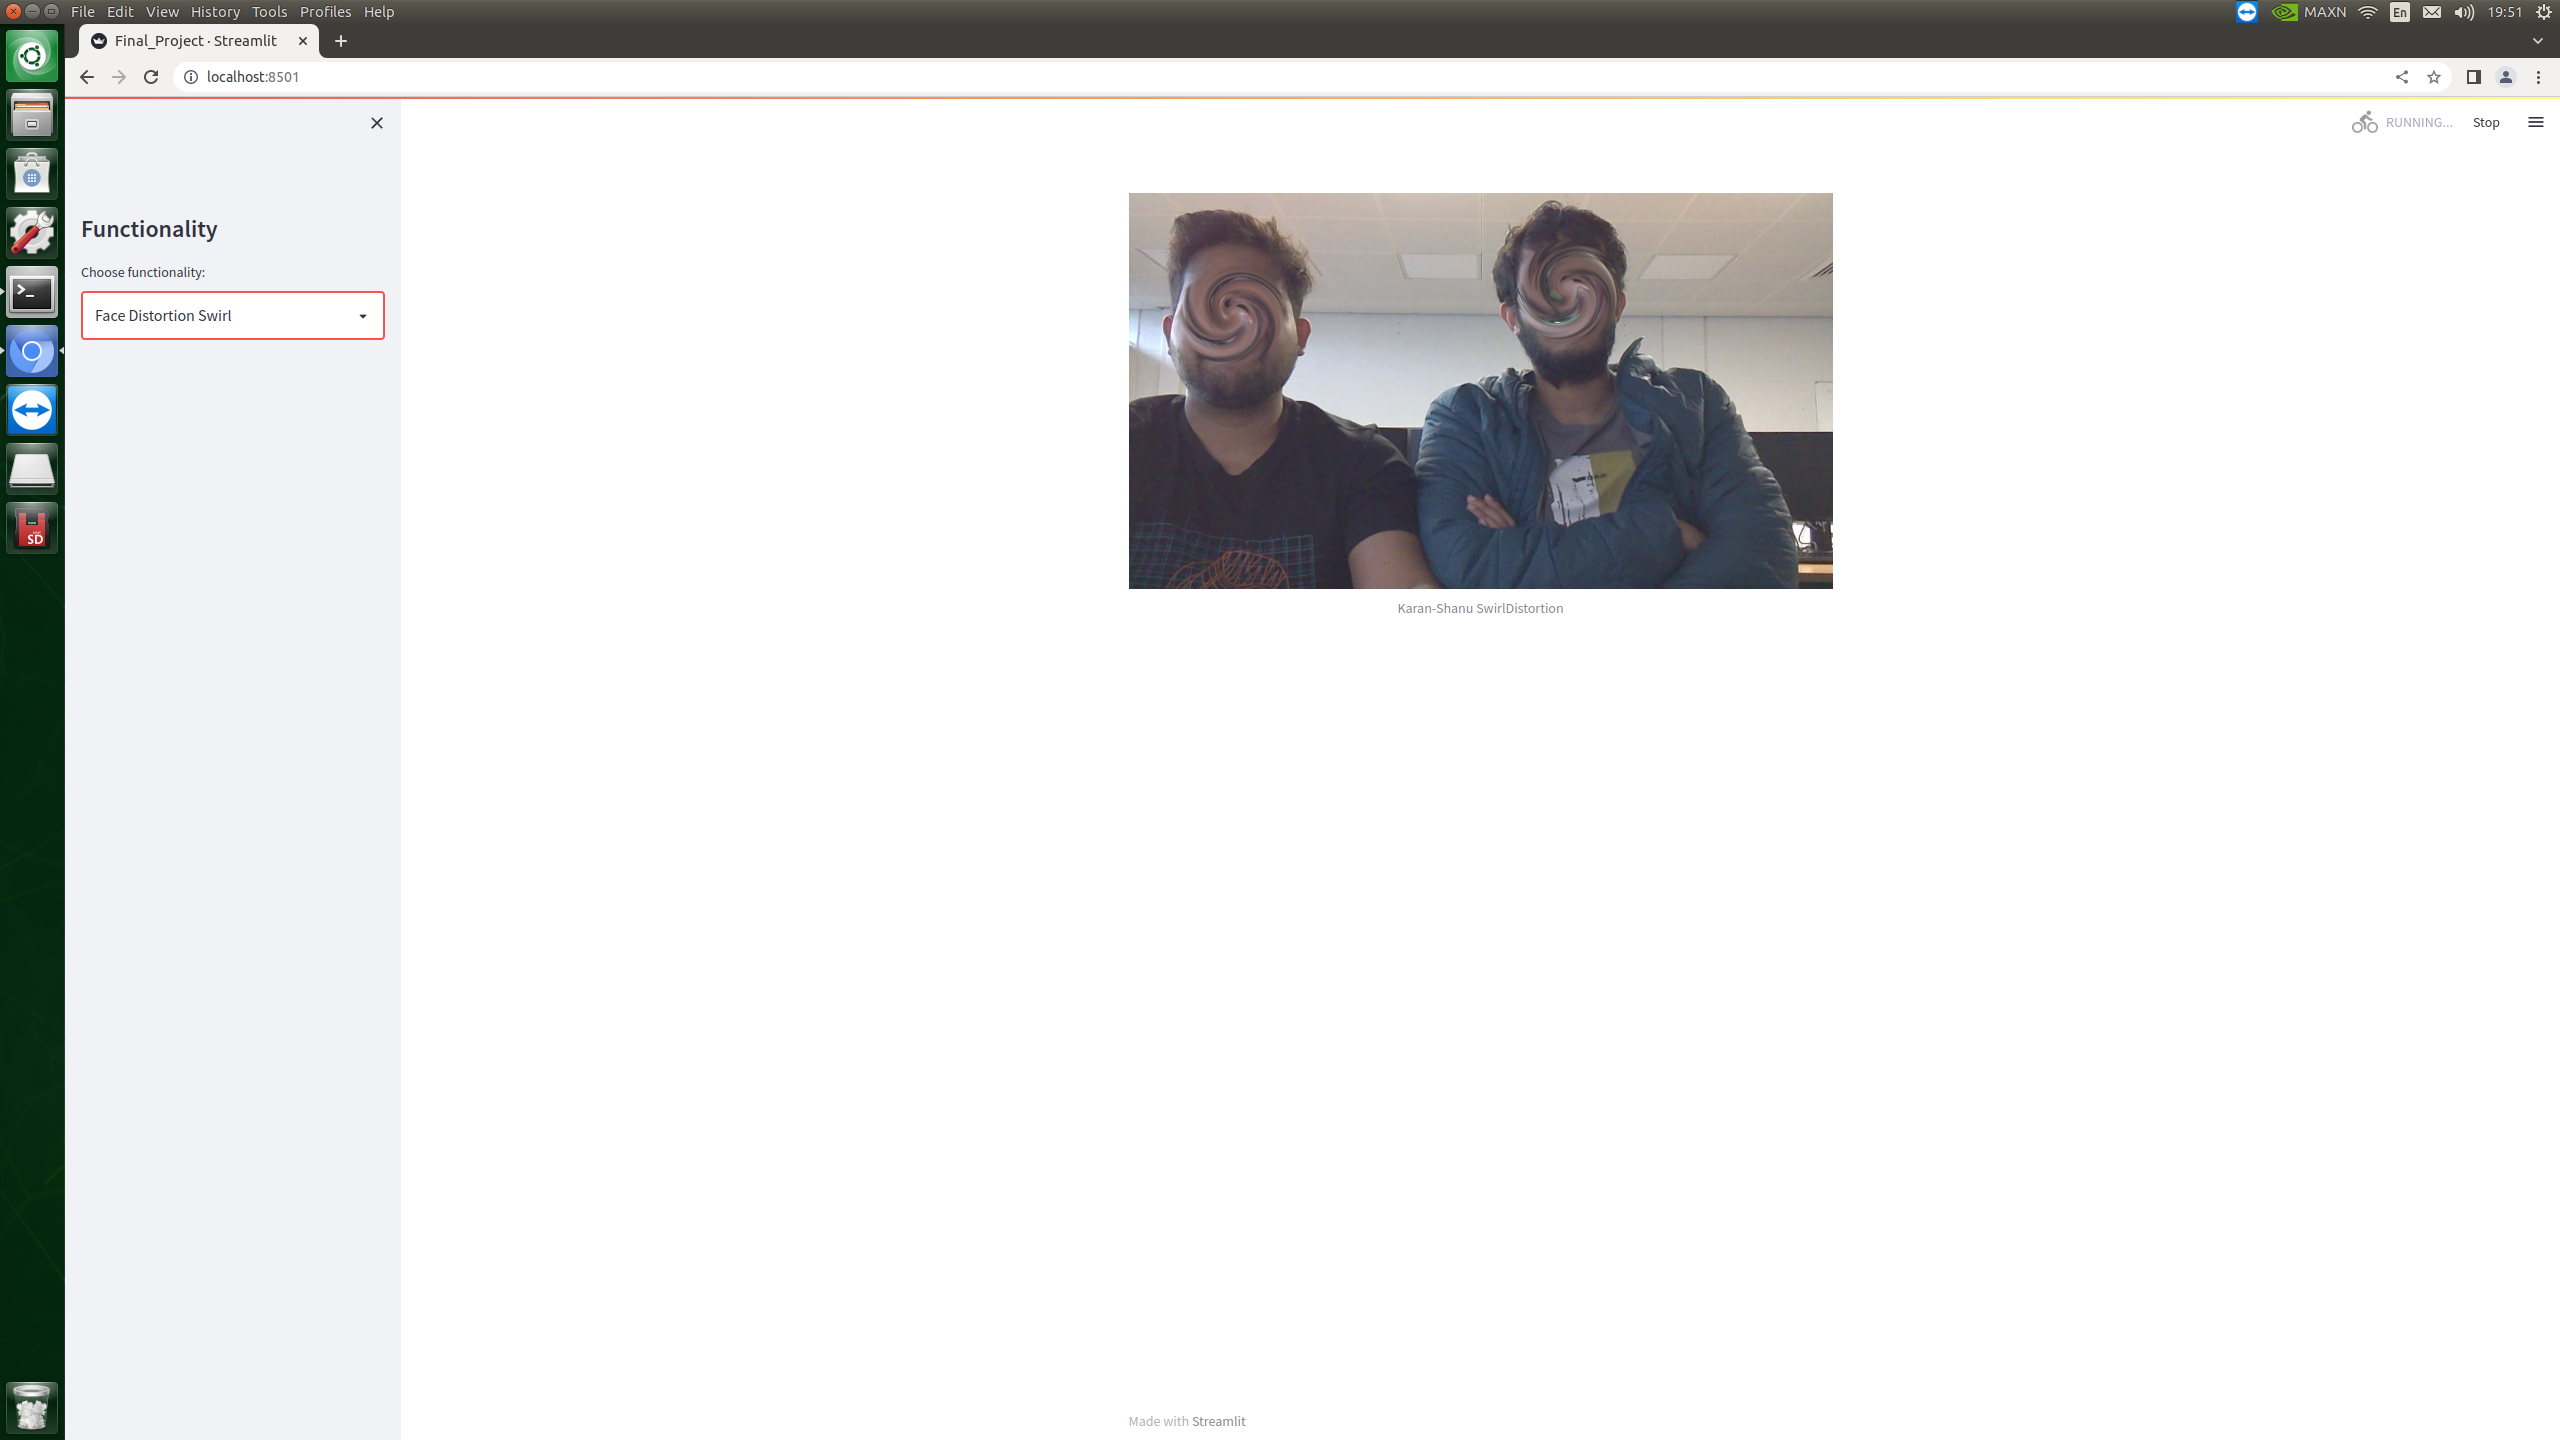 File Edit View History Tools Profiles Help
MAXN En 19:51
Final_Project · Streamlit
localhost:8501
RUNNING... Stop
Functionality
Choose functionality:
Face Distortion Swirl
SD
Karan-Shanu SwirlDistortion
Made with Streamlit